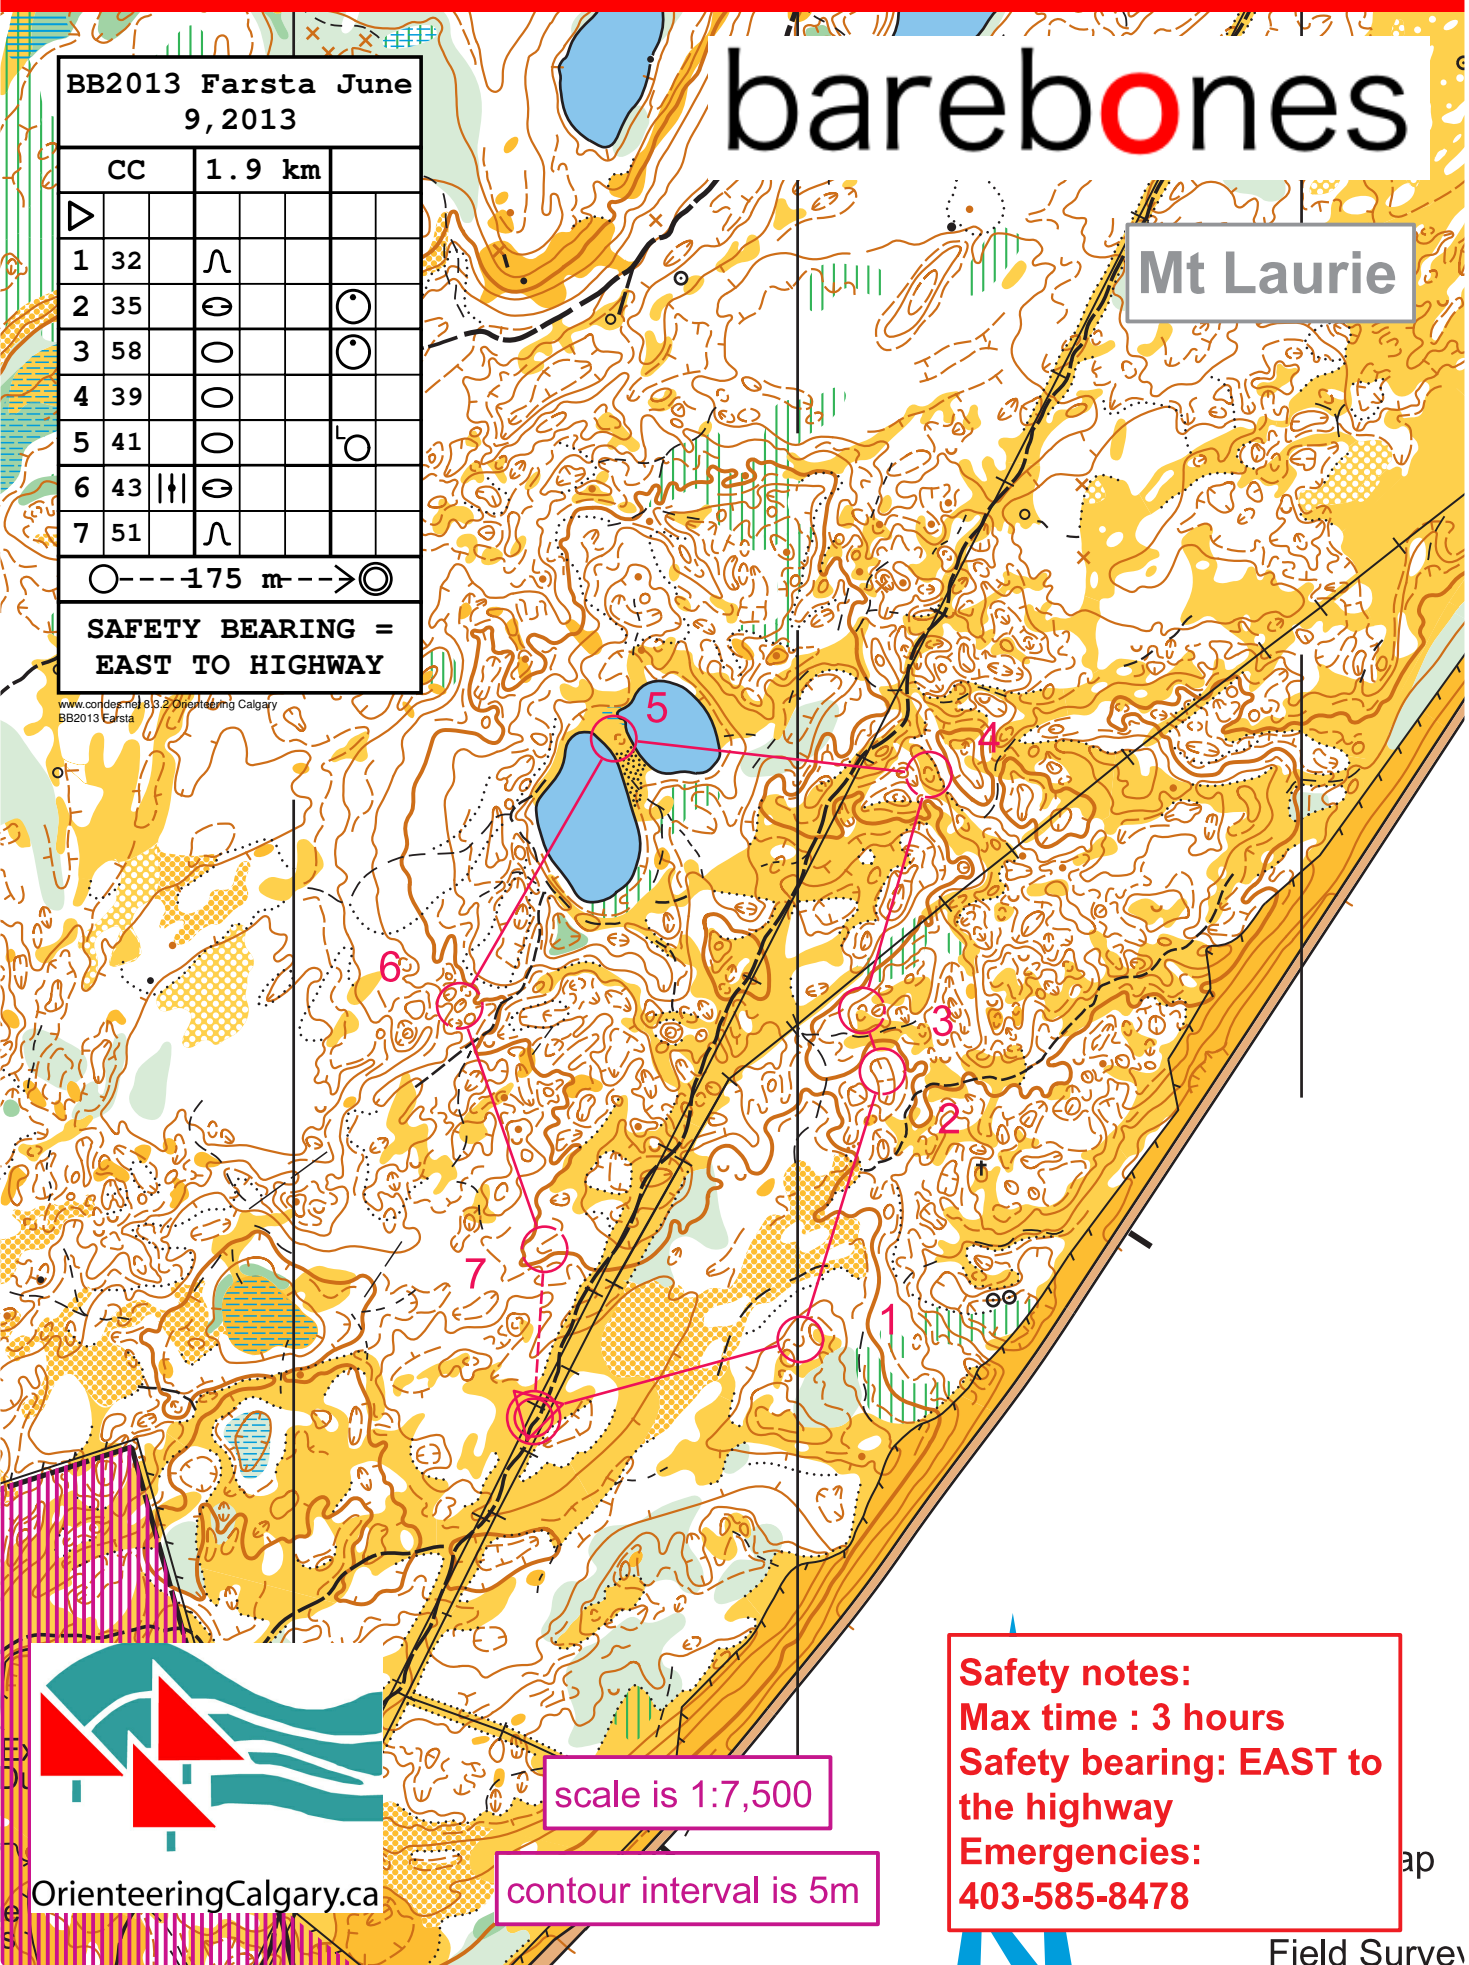 barebones
BB2013 Farsta June
9,2013
CC 1.9 km
1 32
2 35
3 58
4 39
5 41
6 43
7 51
175 m
SAFETY BEARING =
EAST TO HIGHWAY
www.condes.net 8.3.2 Orienteering Calgary
BB2013 Farsta
Mt Laurie
5
4
6
3
2
7
1
Safety notes:
Max time : 3 hours
Safety bearing: EAST to
the highway
Emergencies:
403-585-8478
scale is 1:7,500
contour interval is 5m
OrienteeringCalgary.ca
ap
Field Survey